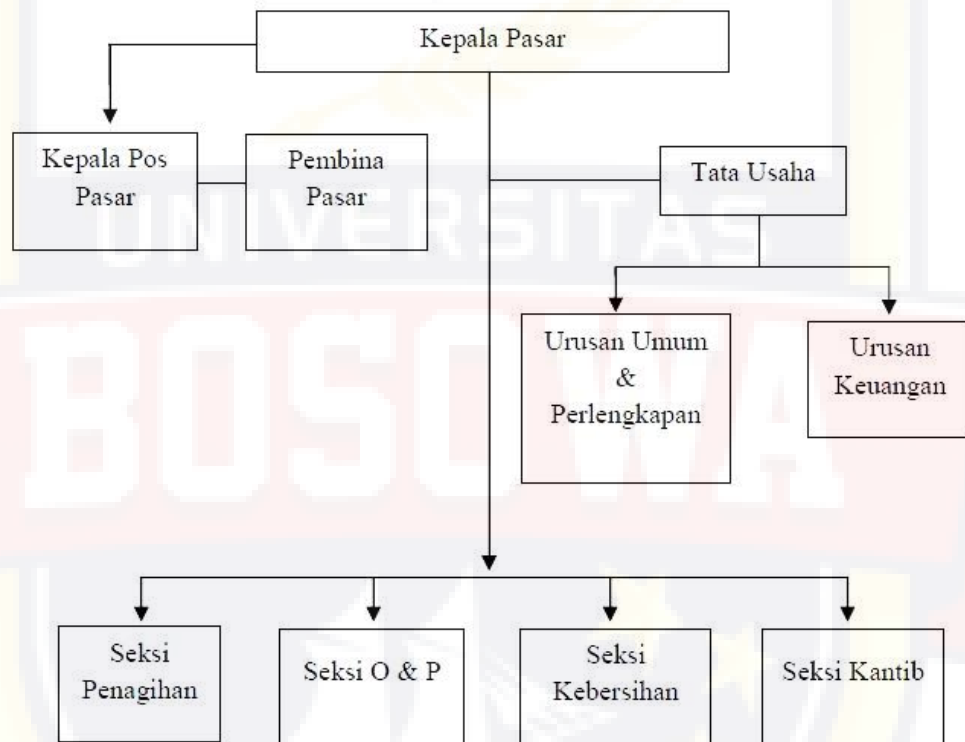 Kepala Pasar
Kepala Pos
Pasar
Pembina
Pasar
Tata Usaha
UNIVERSITAS
Urusan Umum
&
Perlengkapan
Urusan
Keuangan
BOSOWA
Seksi
Penagihan
Seksi O & P
Seksi
Kebersihan
Seksi Kantib